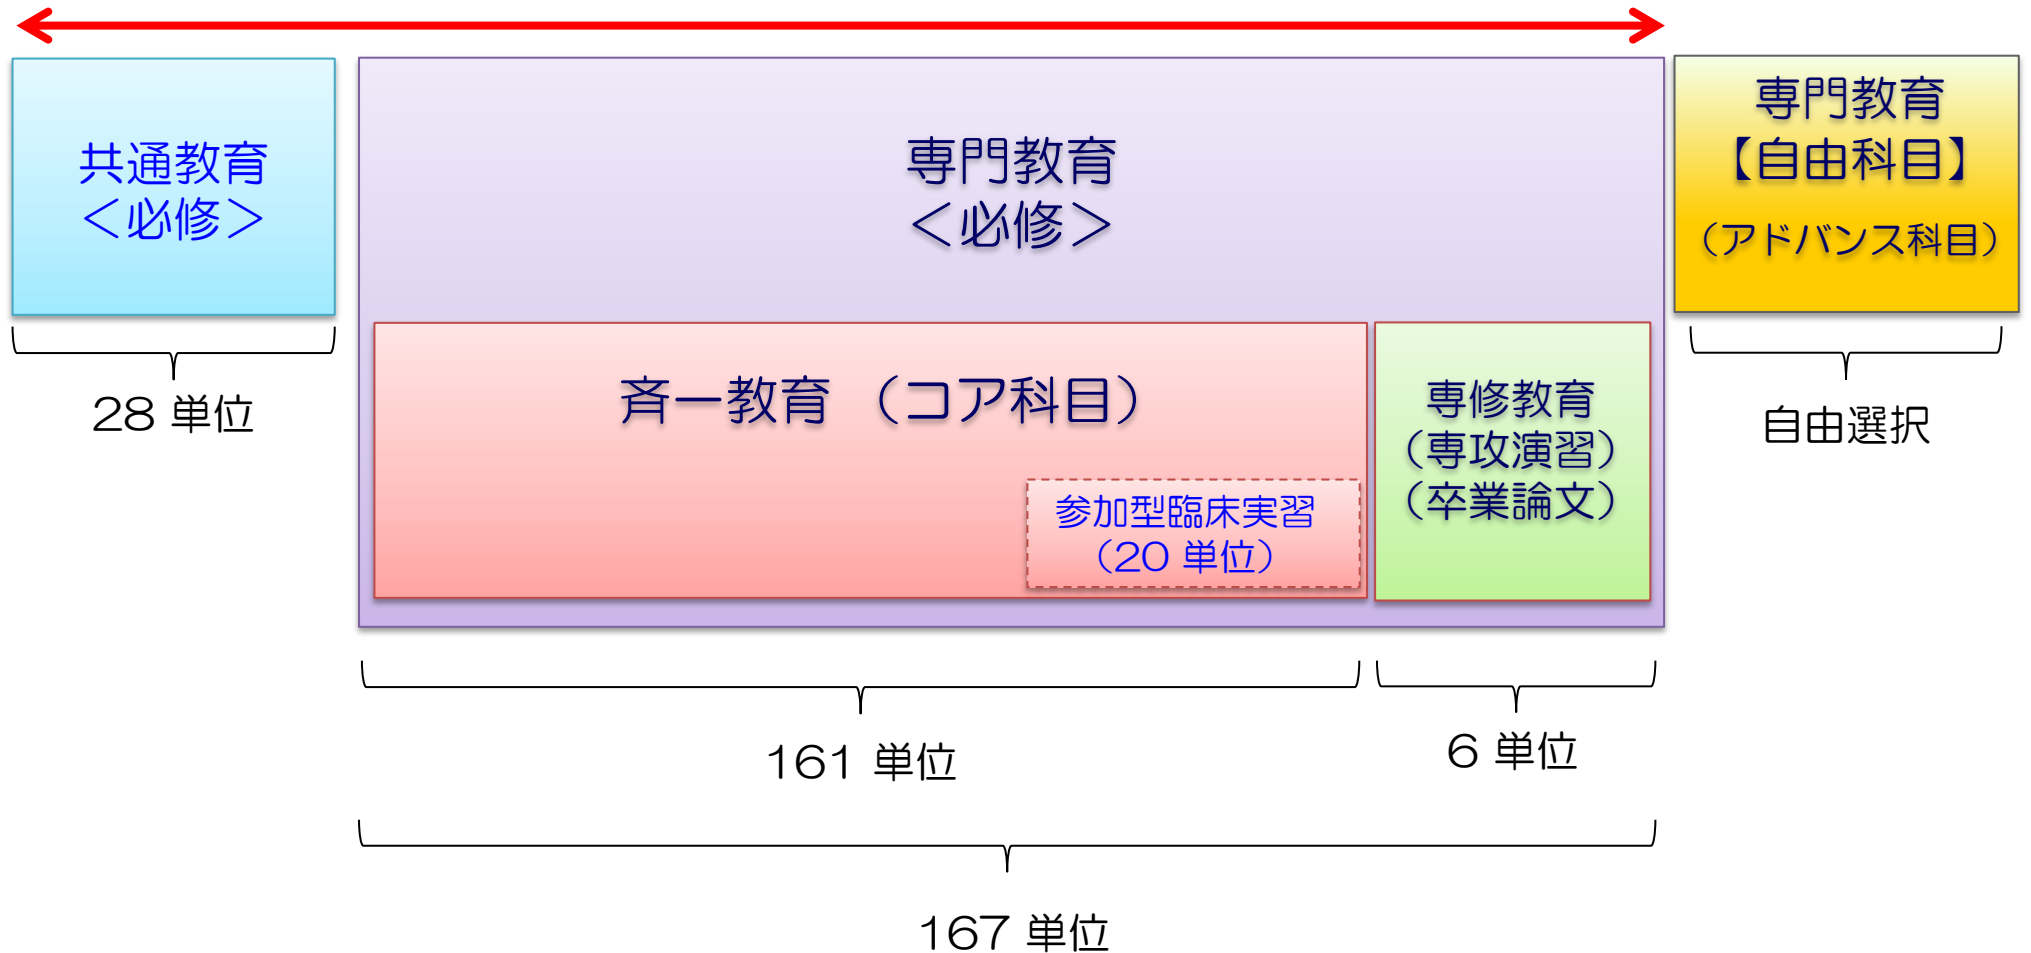 共通教育
＜必修＞
28 単位
専門教育
＜必修＞
斉一教育 （コア科目）
参加型臨床実習
（20 単位）
専修教育
（専攻演習）
（卒業論文）
161 単位
6 単位
167 単位
専門教育
【自由科目】
（アドバンス科目）
自由選択